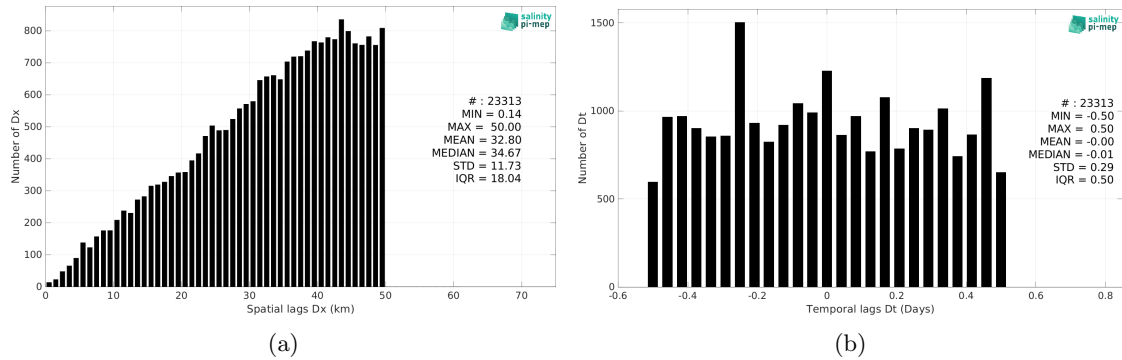 salinity
pi-mep
Number of Dx
800
700
600
500
400
300
200
100
0
# : 23313
MIN = 0.14
MAX = 50.00
MEAN = 32.80
MEDIAN = 34.67
STD = 11.73
IQR = 18.04
0 10 20 30 40 50 60 70
Spatial lags Dx (km)
(a)
salinity
pi-mep
Number of Dt
1500
1000
500
0
# : 23313
MIN = -0.50
MAX = 0.50
MEAN = -0.00
MEDIAN = -0.01
STD = 0.29
IQR = 0.50
-0.6 -0.4 -0.2 0 0.2 0.4 0.6 0.8
Temporal lags Dt (Days)
(b)